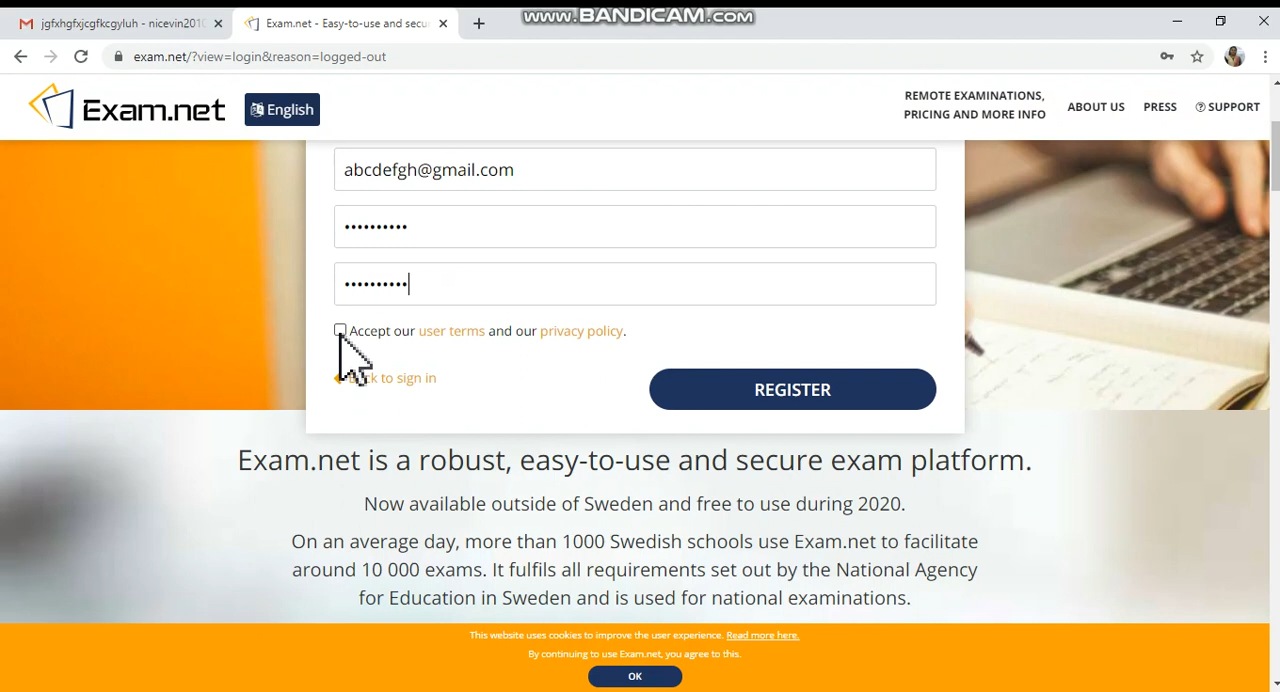 www.BANDICAM.com
jgfxhgfxjcgfkcgyluh - nicevin2010
Exam.net - Easy-to-use and secu
exam.net/?view=login&reason=logged-out
Exam.net
English
REMOTE EXAMINATIONS,
PRICING AND MORE INFO
ABOUT US
PRESS
SUPPORT
abcdefgh@gmail.com
••••••••••
••••••••••
Accept our user terms and our privacy policy.
to sign in
REGISTER
Exam.net is a robust, easy-to-use and secure exam platform.
Now available outside of Sweden and free to use during 2020.
On an average day, more than 1000 Swedish schools use Exam.net to facilitate
around 10 000 exams. It fulfils all requirements set out by the National Agency
for Education in Sweden and is used for national examinations.
This website uses cookies to improve the user experience. Read more here.
By continuing to use Exam.net, you agree to this.
OK